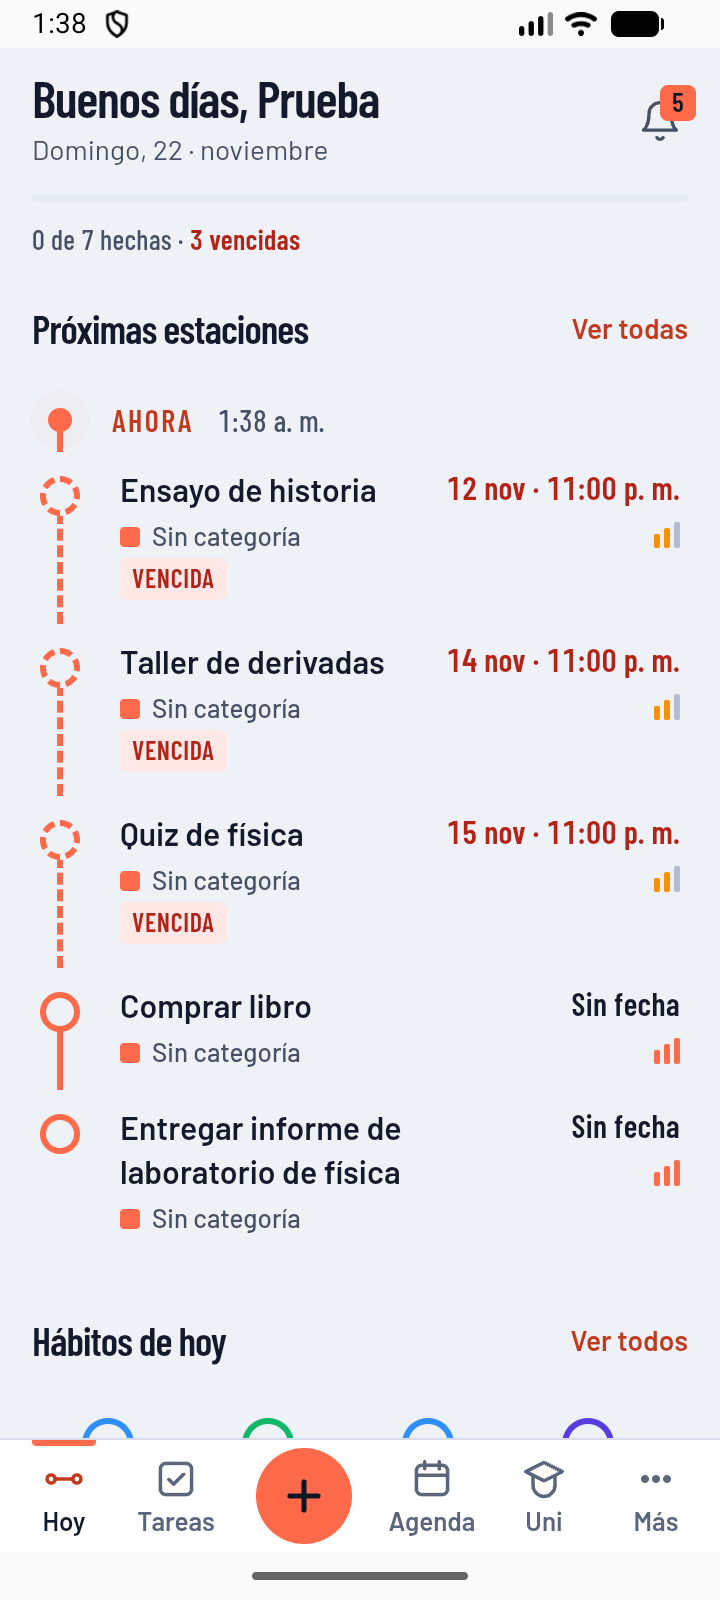 1:38
Buenos días, Prueba
5
Domingo, 22 · noviembre
0 de 7 hechas · 3 vencidas
Próximas estaciones
Ver todas
AHORA 1:38 a. m.
Ensayo de historia
12 nov · 11:00 p. m.
Sin categoría
VENCIDA
Taller de derivadas
14 nov · 11:00 p. m.
Sin categoría
VENCIDA
Quiz de física
15 nov · 11:00 p. m.
Sin categoría
VENCIDA
Comprar libro
Sin fecha
Sin categoría
Entregar informe de
laboratorio de física
Sin fecha
Sin categoría
Hábitos de hoy
Ver todos
Hoy
Tareas
Agenda
Uni
Más